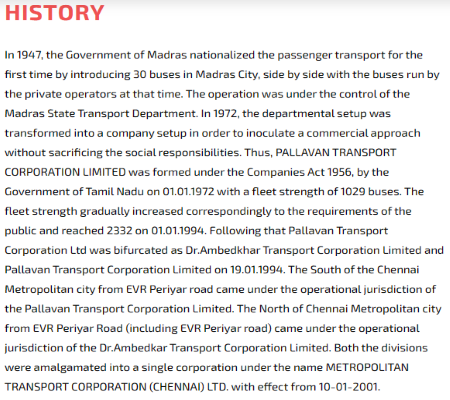 HISTORY
In 1947, the Government of Madras nationalized the passenger transport for the
first time by introducing 30 buses in Madras City, side by side with the buses run by
the private operators at that time. The operation was under the control of the
Madras State Transport Department. In 1972, the departmental setup was
transformed into a company setup in order to inoculate a commercial approach
without sacrificing the social responsibilities. Thus, PALLAVAN TRANSPORT
CORPORATION LIMITED was formed under the Companies Act 1956, by the
Government of Tamil Nadu on 01.01.1972 with a fleet strength of 1029 buses. The
fleet strength gradually increased correspondingly to the requirements of the
public and reached 2332 on 01.01.1994. Following that Pallavan Transport
Corporation Ltd was bifurcated as Dr.Ambedkhar Transport Corporation Limited and
Pallavan Transport Corporation Limited on 19.01.1994. The South of the Chennai
Metropolitan city from EVR Periyar road came under the operational jurisdiction of
the Pallavan Transport Corporation Limited. The North of Chennai Metropolitan city
from EVR Periyar Road (including EVR Periyar road) came under the operational
jurisdiction of the Dr.Ambedkar Transport Corporation Limited. Both the divisions
were amalgamated into a single corporation under the name METROPOLITAN
TRANSPORT CORPORATION (CHENNAI) LTD. with effect from 10-01-2001.